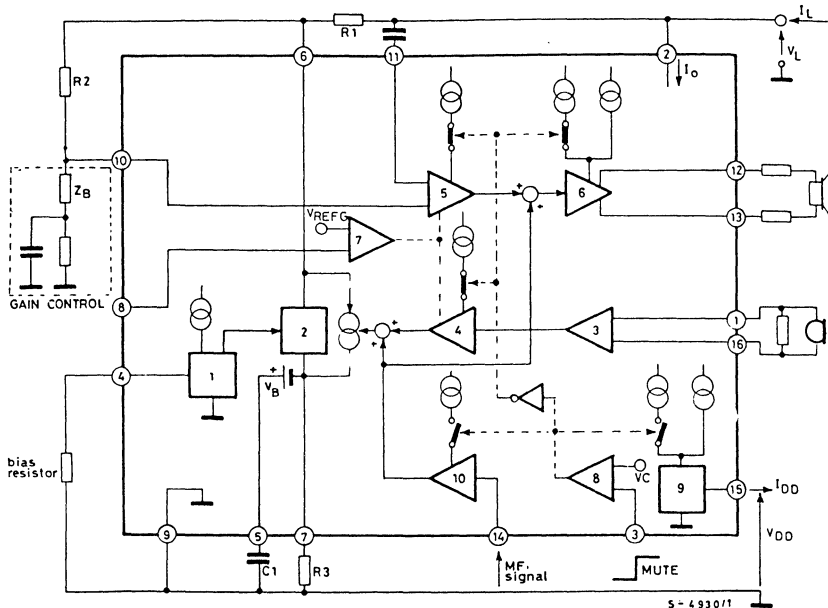 R1
I_L
6
11
2
I_o
V_L
R2
10
Z_B
5
+
-
6
12
13
V_REFG
7
8
GAIN CONTROL
4
1
2
+
+
4
3
1
16
+
V_B
bias
resistor
10
8
VC
9
15
I_DD
9
5
7
14
3
V_DD
C1
R3
MF.
signal
MUTE
S-4930/1